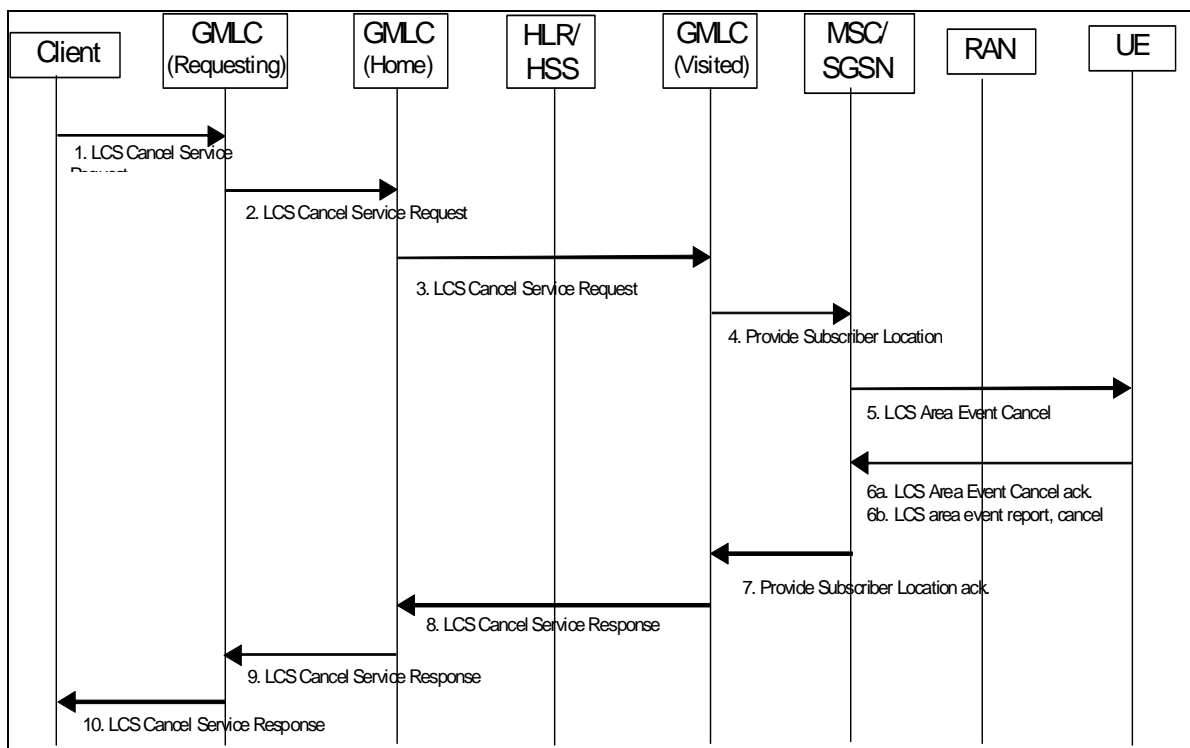 Client
GMLC
(Requesting)
GMLC
(Home)
HLR/
HSS
GMLC
(Visited)
MSC/
SGSN
RAN
UE
1. LCS Cancel Service
2. LCS Cancel Service Request
3. LCS Cancel Service Request
4. Provide Subscriber Location
5. LCS Area Event Cancel
6a. LCS Area Event Cancel ack.
6b. LCS area event report, cancel
7. Provide Subscriber Location ack.
8. LCS Cancel Service Response
9. LCS Cancel Service Response
10. LCS Cancel Service Response